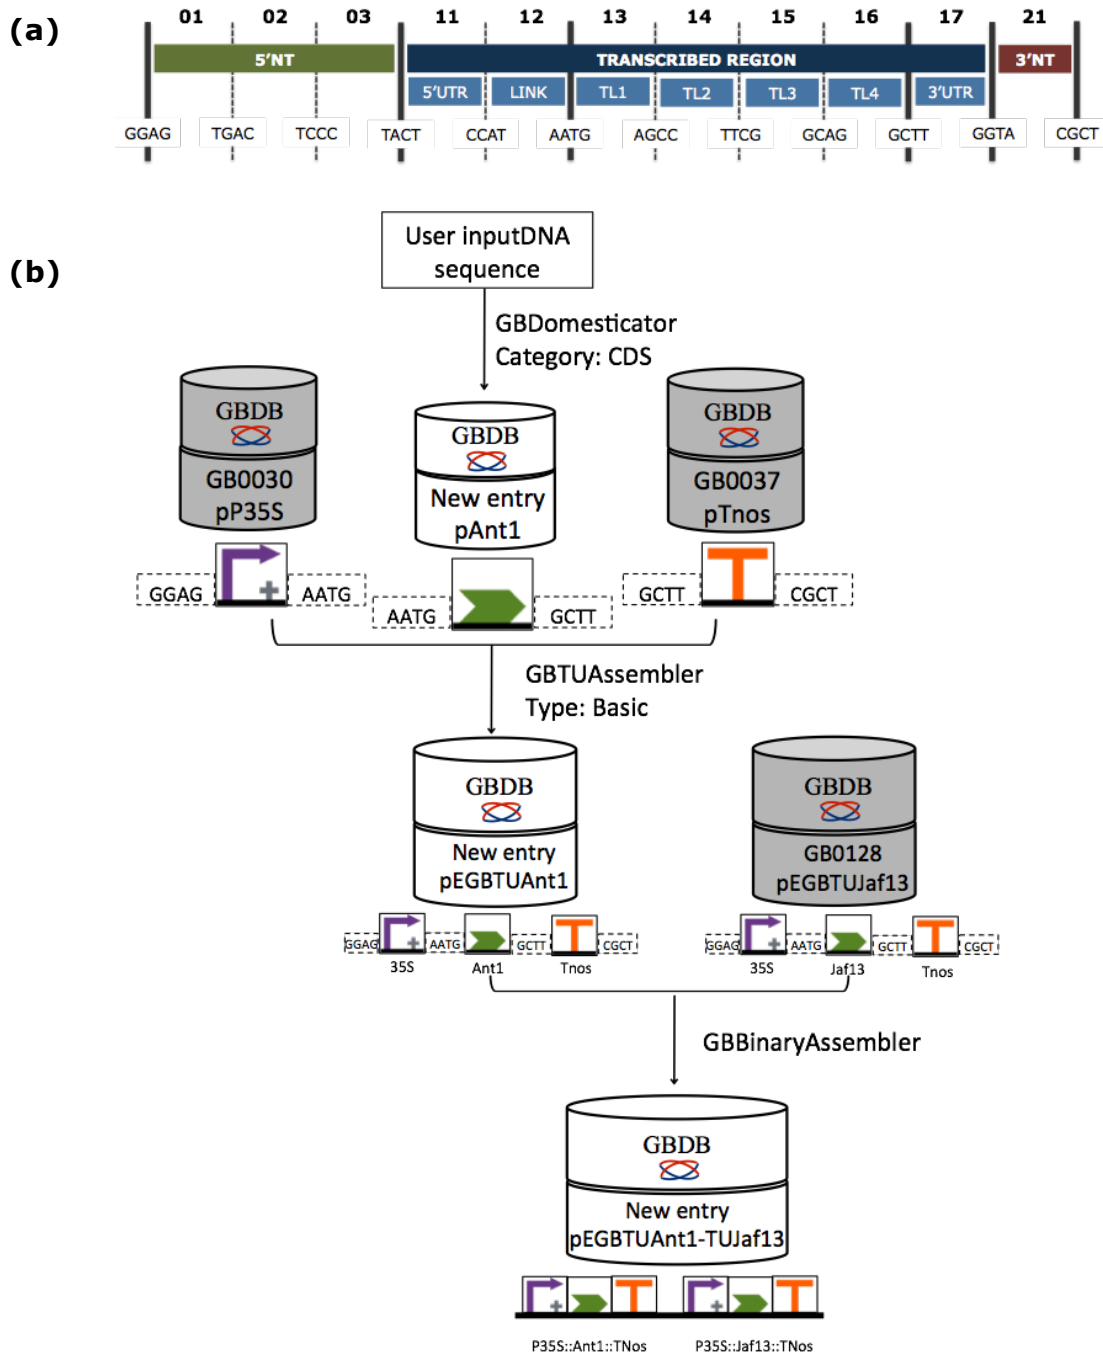 (a)
01 02 03 11 12 13 14 15 16 17 21
5'NT TRANSCRIBED REGION 3'NT
5'UTR LINK TL1 TL2 TL3 TL4 3'UTR
GGAG TGAC TCCC TACT CCAT AATG AGCC TTCG GCAG GCTT GGTA CGCT
(b)
User inputDNA
sequence
GBDomesticator
Category: CDS
GBDB
GB0030
pP35S
GBDB
New entry
pAnt1
GBDB
GB0037
pTnos
GGAG AATG
AATG GCTT
GCTT CGCT
GBTUAssembler
Type: Basic
GBDB
New entry
pEGBTUAnt1
GBDB
GB0128
pEGBTUJaf13
GGAG AATG GCTT CGCT
35S Ant1 Tnos
GGAG AATG GCTT CGCT
35S Jaf13 Tnos
GBBinaryAssembler
GBDB
New entry
pEGBTUAnt1-TUJaf13
P35S::Ant1::TNos P35S::Jaf13::TNos